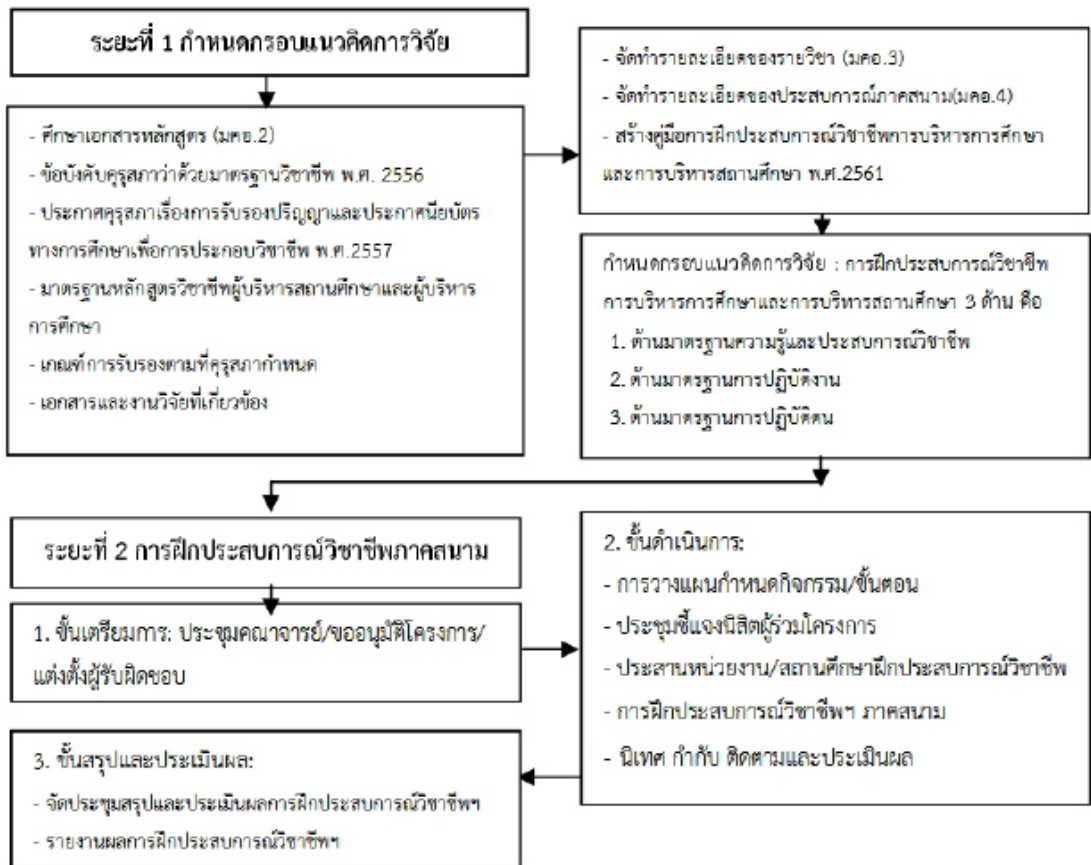 ระยะที่ 1 กำหนดกรอบแนวคิดการวิจัย
- ศึกษาเอกสารหลักสูตร (มคอ.2)
- ข้อบังคับคุรุสภาว่าด้วยมาตรฐานวิชาชีพ พ.ศ. 2556
- ประกาศคุรุสภาเรื่องการรับรองปริญญาและประกาศนียบัตร
ทางการศึกษาเพื่อการประกอบวิชาชีพ พ.ศ.2557
- มาตรฐานหลักสูตรวิชาชีพผู้บริหารสถานศึกษาและผู้บริหาร
การศึกษา
- เกณฑ์การรับรองตามที่คุรุสภากำหนด
- เอกสารและงานวิจัยที่เกี่ยวข้อง
- จัดทำรายละเอียดของรายวิชา (มคอ.3)
- จัดทำรายละเอียดของประสบการณ์ภาคสนาม(มคอ.4)
- สร้างคู่มือการฝึกประสบการณ์วิชาชีพการบริหารการศึกษา
และการบริหารสถานศึกษา พ.ศ.2561
กำหนดกรอบแนวคิดการวิจัย : การฝึกประสบการณ์วิชาชีพ
การบริหารการศึกษาและการบริหารสถานศึกษา 3 ด้าน คือ
1. ด้านมาตรฐานความรู้และประสบการณ์วิชาชีพ
2. ด้านมาตรฐานการปฏิบัติงาน
3. ด้านมาตรฐานการปฏิบัติตน
ระยะที่ 2 การฝึกประสบการณ์วิชาชีพภาคสนาม
1. ขั้นเตรียมการ: ประชุมคณาจารย์/ขออนุมัติโครงการ/
แต่งตั้งผู้รับผิดชอบ
2. ขั้นดำเนินการ:
- การวางแผนกำหนดกิจกรรม/ขั้นตอน
- ประชุมชี้แจงนิสิตผู้ร่วมโครงการ
- ประสานหน่วยงาน/สถานศึกษาฝึกประสบการณ์วิชาชีพ
- การฝึกประสบการณ์วิชาชีพฯ ภาคสนาม
- นิเทศ กำกับ ติดตามและประเมินผล
3. ขั้นสรุปและประเมินผล:
- จัดประชุมสรุปและประเมินผลการฝึกประสบการณ์วิชาชีพฯ
- รายงานผลการฝึกประสบการณ์วิชาชีพฯ